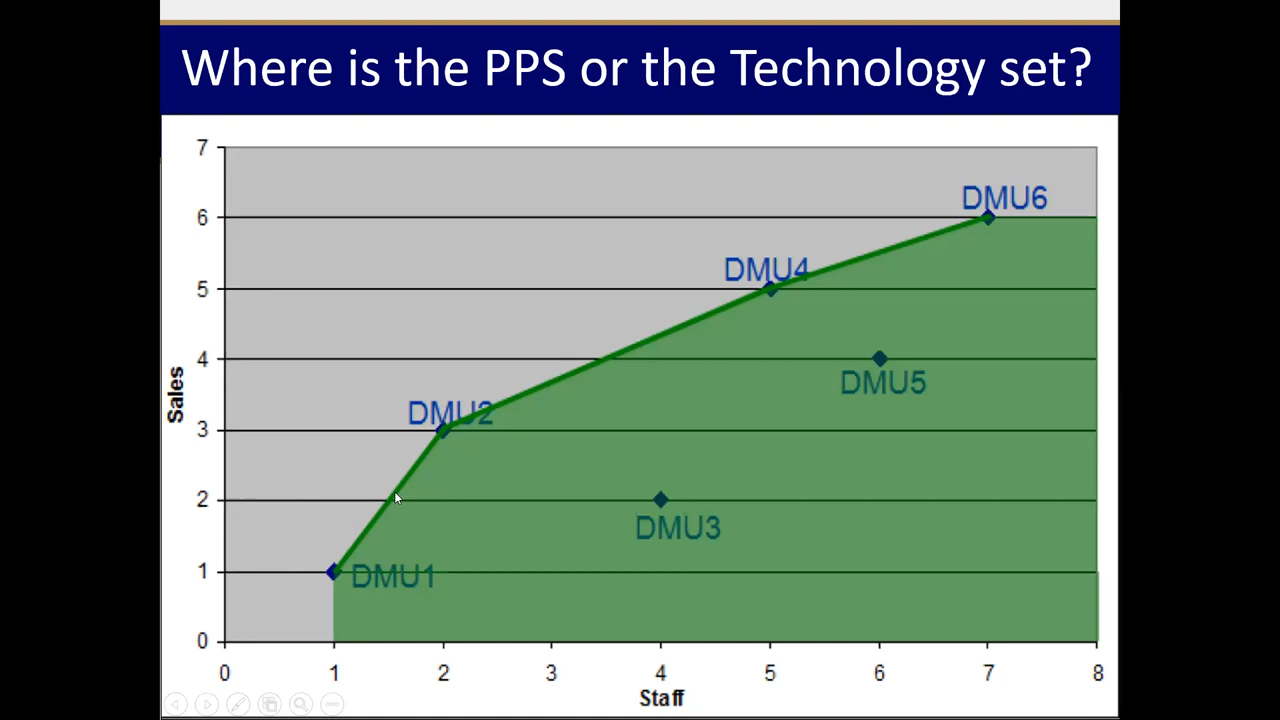 Where is the PPS or the Technology set?
7
DMU6
6
DMU4
5
4
DMU5
Sales
DMU2
3
2
DMU3
1
DMU1
0
0 1 2 3 4 5 6 7 8
Staff